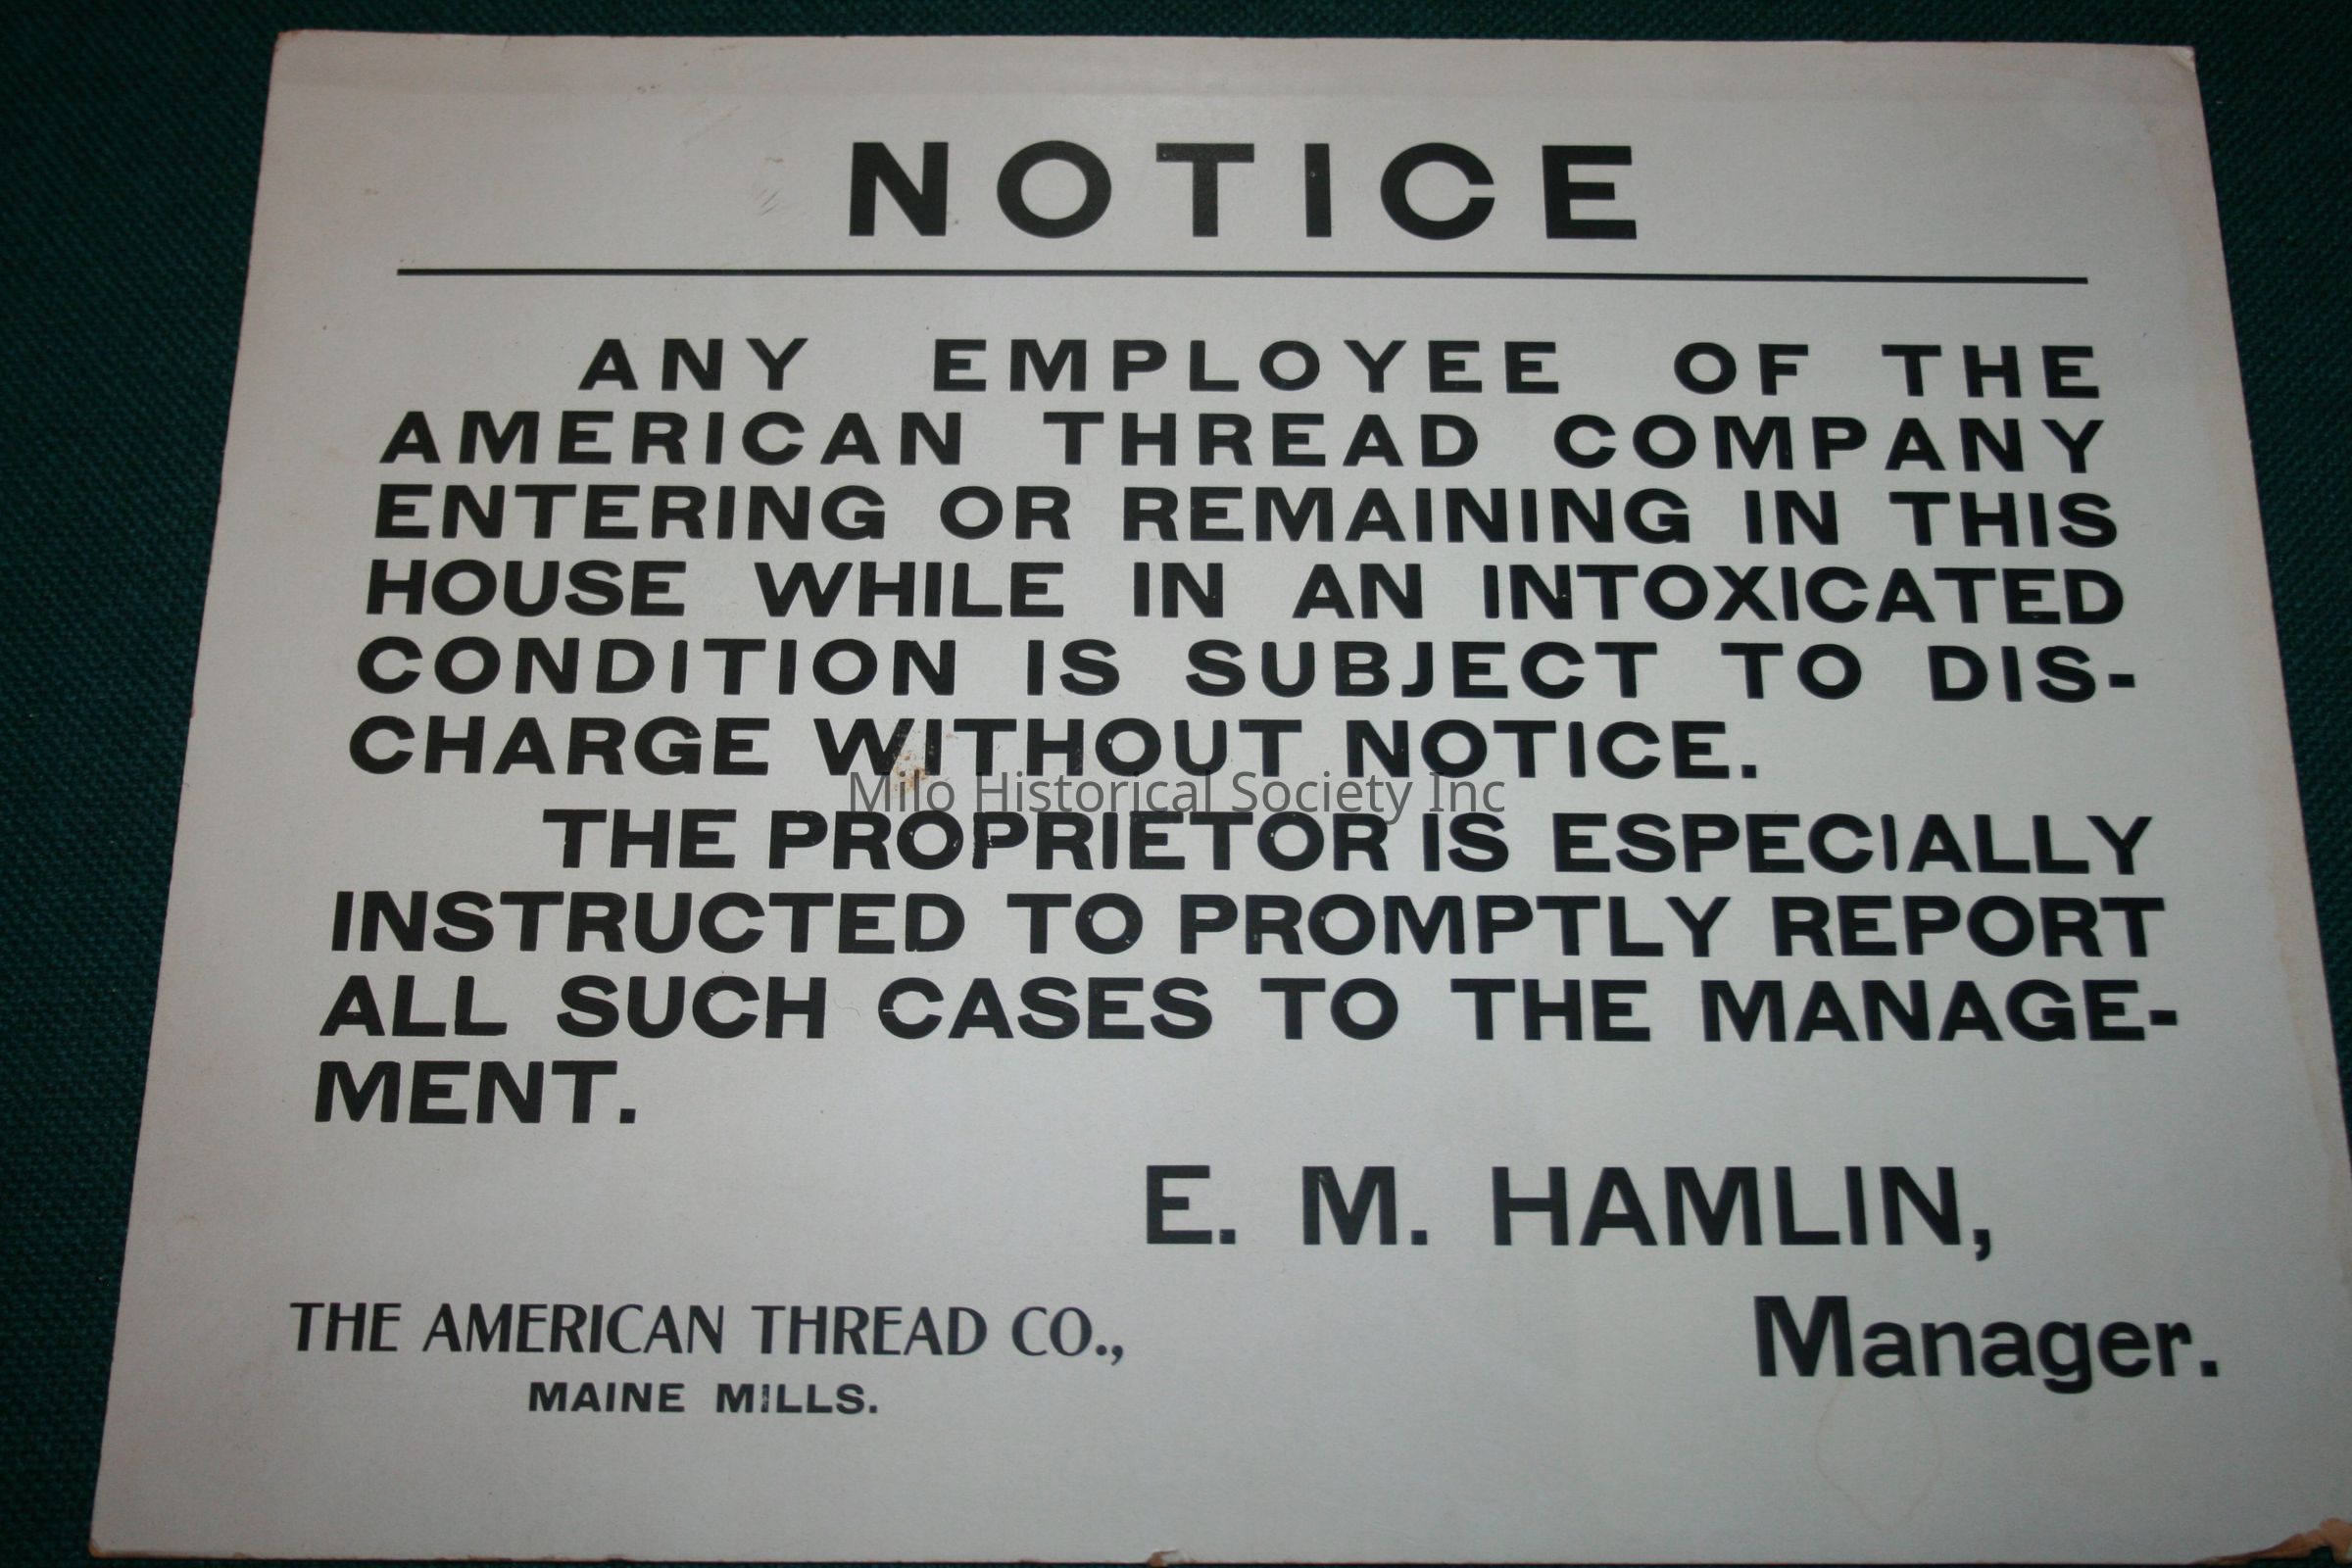 NOTICE
ANY EMPLOYEE OF THE
AMERICAN THREAD COMPANY
ENTERING OR REMAINING IN THIS
HOUSE WHILE IN AN INTOXICATED
CONDITION IS SUBJECT TO DIS-
CHARGE WITHOUT NOTICE.
Milo Historical Society Inc
THE PROPRIETOR IS ESPECIALLY
INSTRUCTED TO PROMPTLY REPORT
ALL SUCH CASES TO THE MANAGE-
MENT.
E. M. HAMLIN,
Manager.
THE AMERICAN THREAD CO.,
MAINE MILLS.